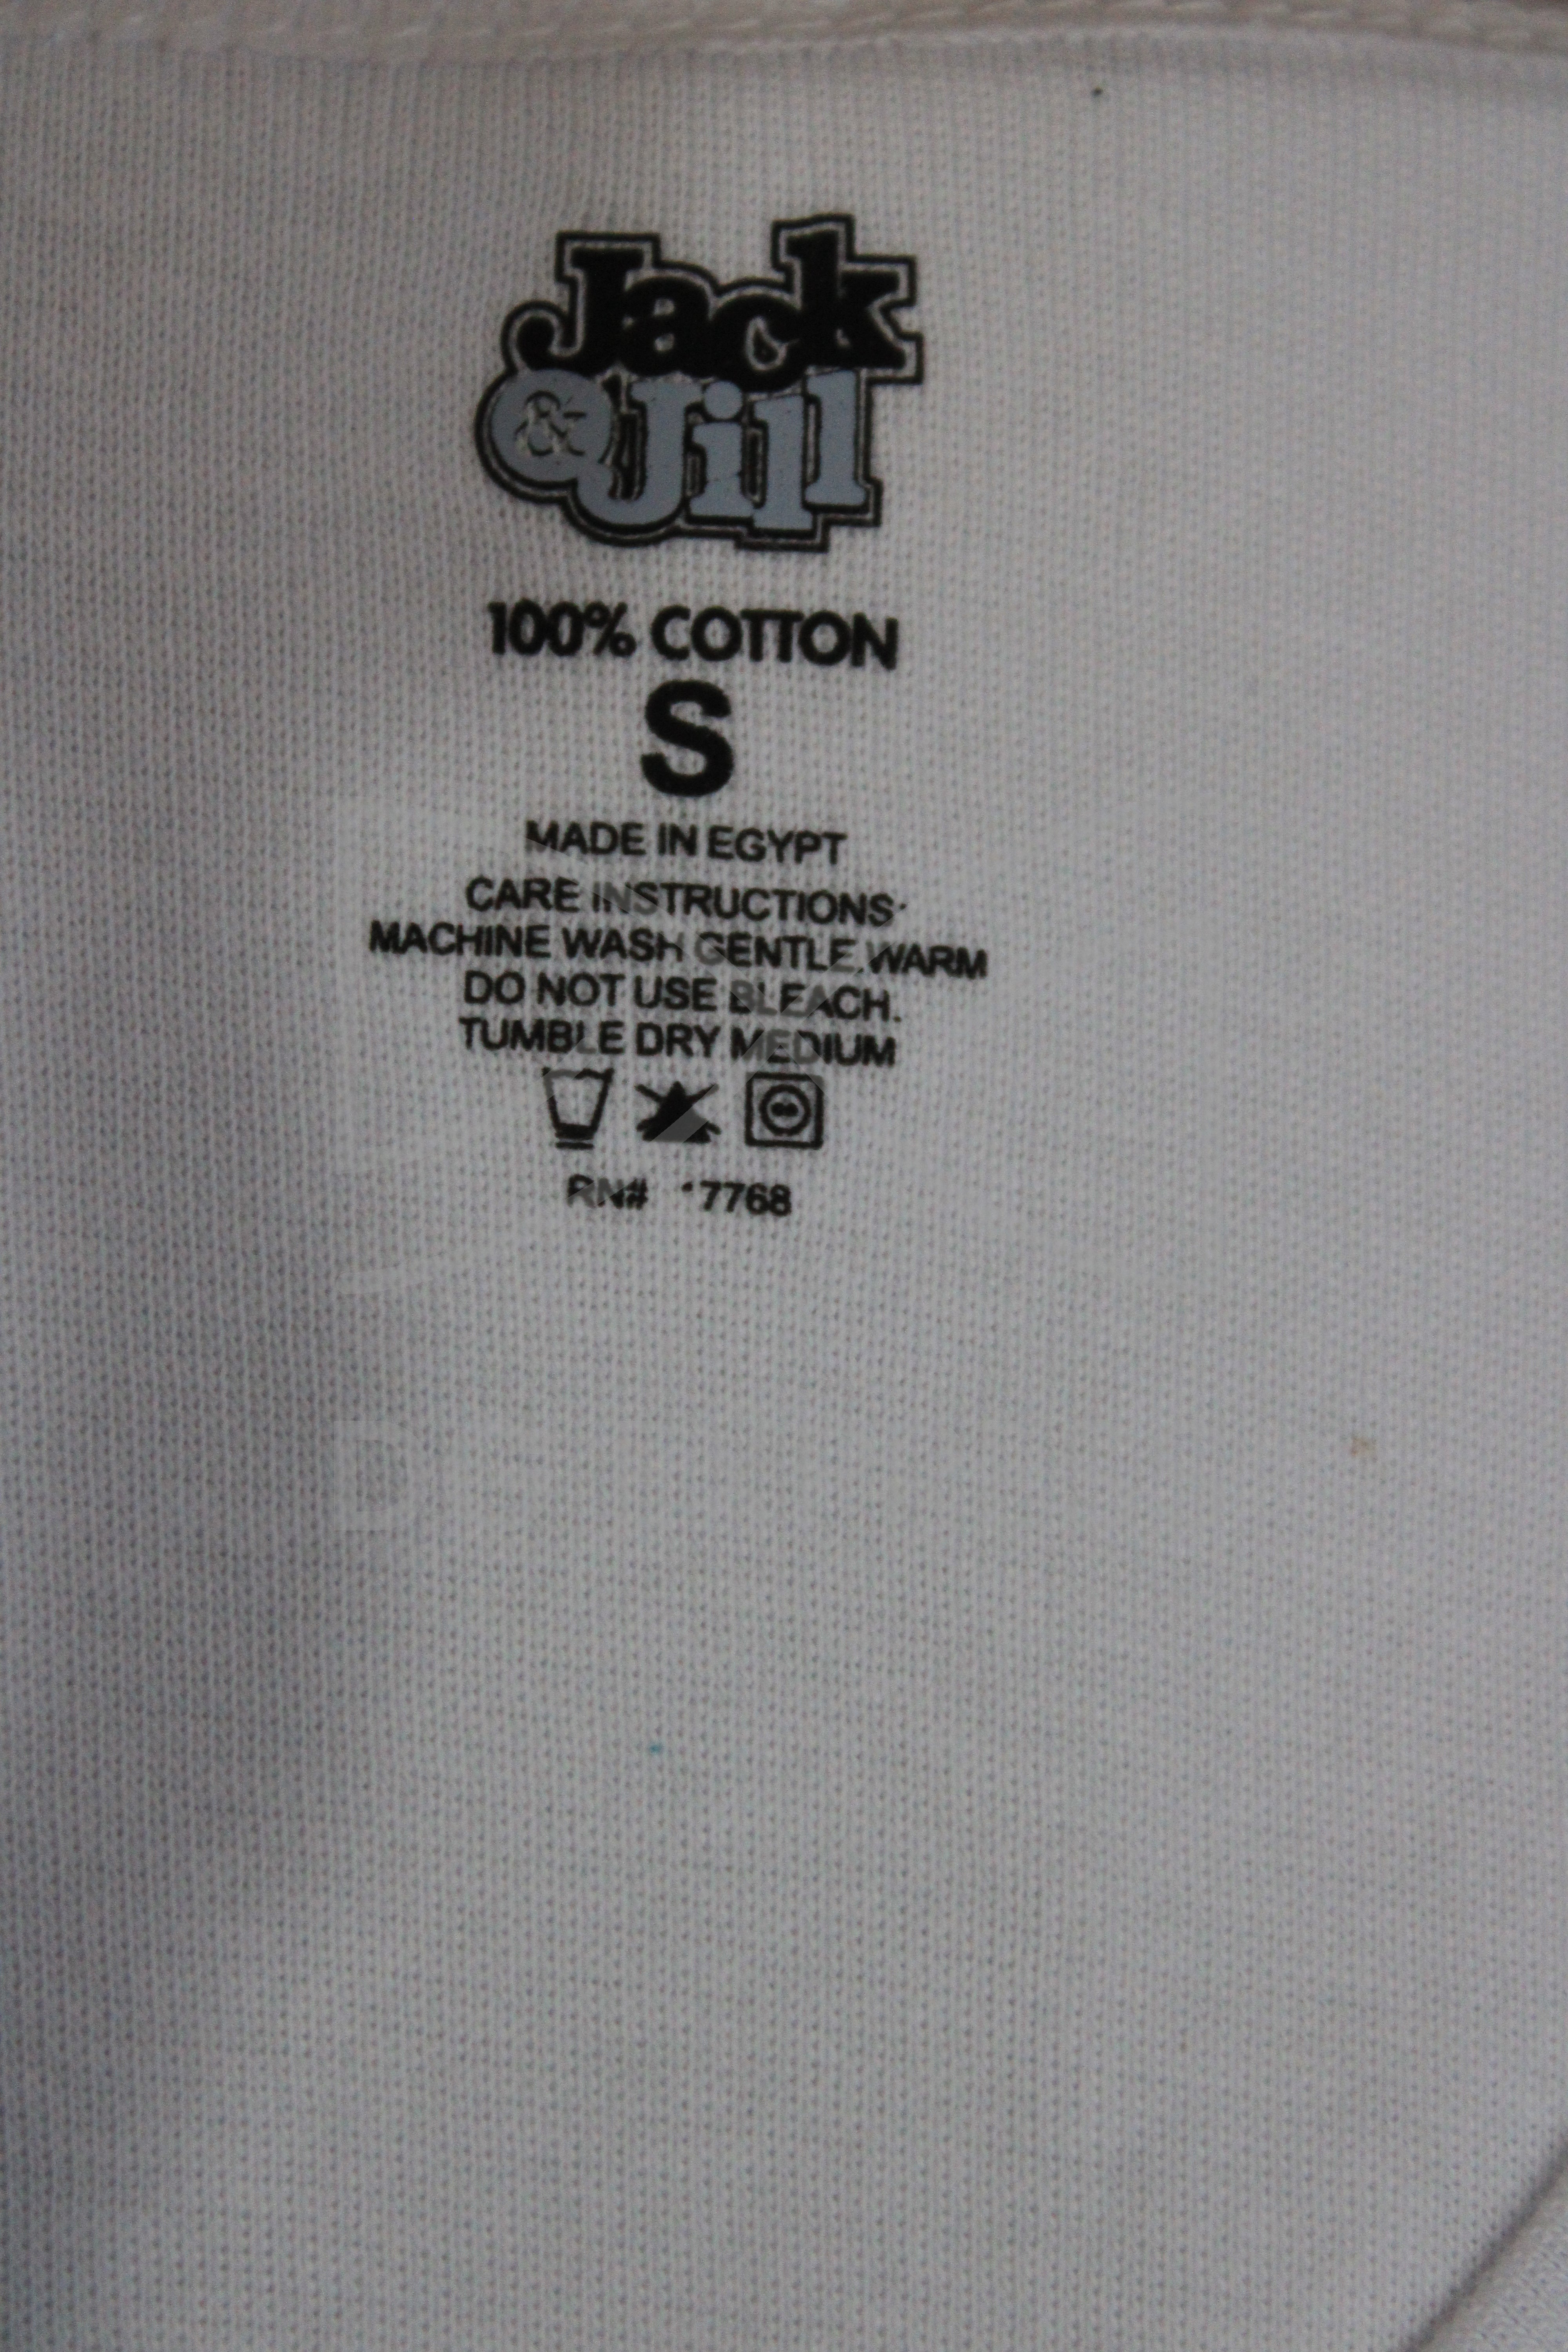 Jack
& Jill
100% COTTON
S
MADE IN EGYPT
CARE INSTRUCTIONS
MACHINE WASH GENTLE.WARM
DO NOT USE BLEACH.
TUMBLE DRY MEDIUM
RN#